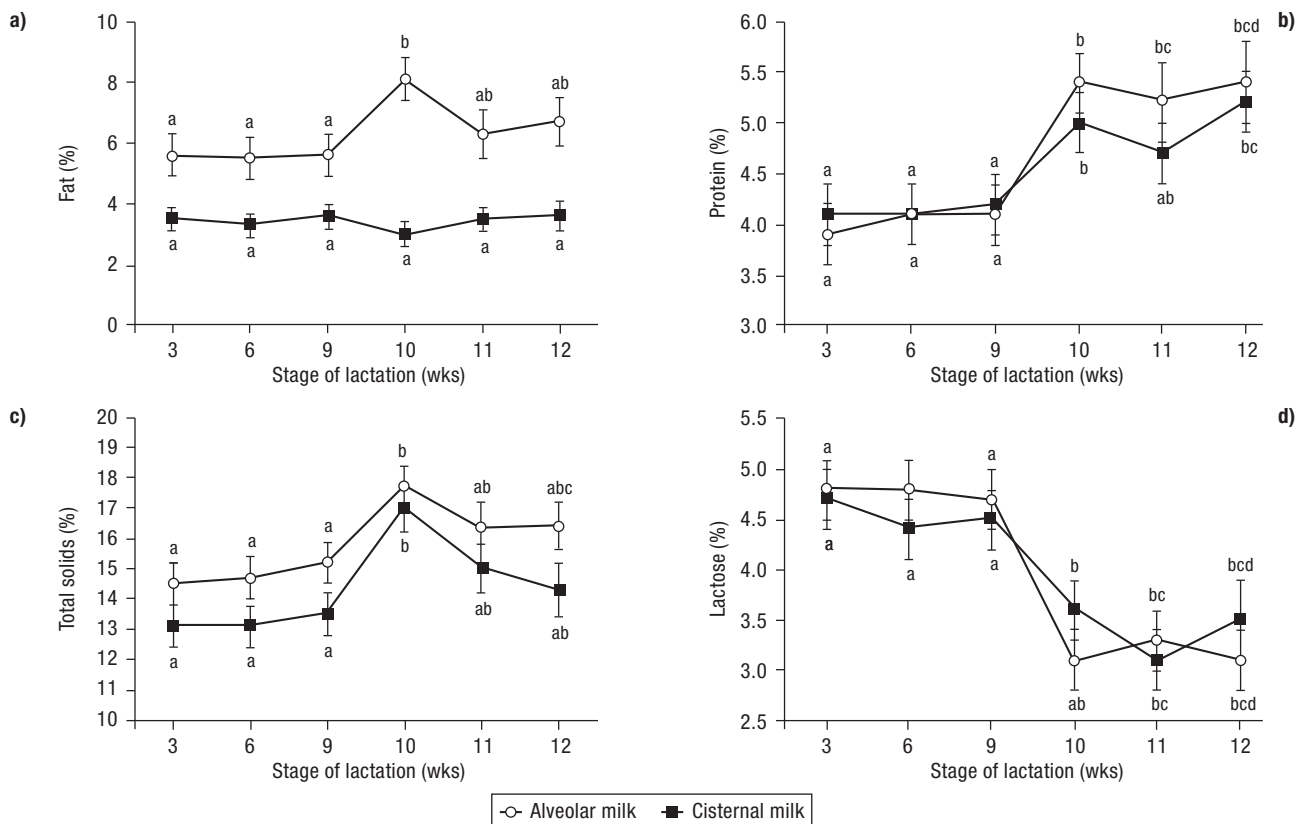 a)
Fat (%)
10
8
6
4
2
0
a
a
a
b
ab
ab
a
a
a
a
a
a
3 6 9 10 11 12
Stage of lactation (wks)
b)
Protein (%)
6.0
5.5
5.0
4.5
4.0
3.5
3.0
a
a
a
b
bc
bcd
a
a
a
b
ab
bc
3 6 9 10 11 12
Stage of lactation (wks)
c)
Total solids (%)
20
19
18
17
16
15
14
13
12
11
10
a
a
a
b
ab
abc
a
a
a
b
ab
ab
3 6 9 10 11 12
Stage of lactation (wks)
d)
Lactose (%)
5.5
5.0
4.5
4.0
3.5
3.0
2.5
a
a
b
bc
bcd
a
a
a
ab
bc
bcd
3 6 9 10 11 12
Stage of lactation (wks)
Alveolar milk Cisternal milk